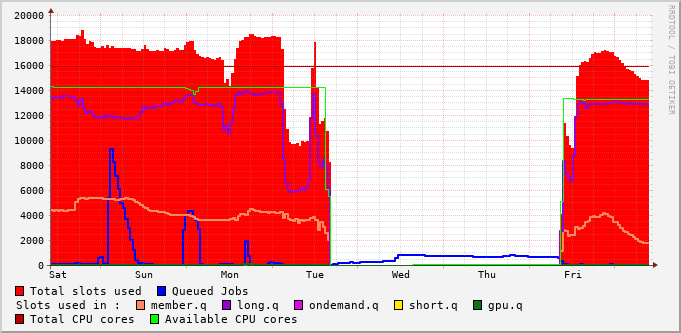 20000
18000
16000
14000
12000
10000
8000
6000
4000
2000
0
Sat Sun Mon Tue Wed Thu Fri
RRDTOOL / TOBI OETIKER
Total slots used Queued Jobs
Slots used in : member.q long.q ondemand.q short.q gpu.q
Total CPU cores Available CPU cores